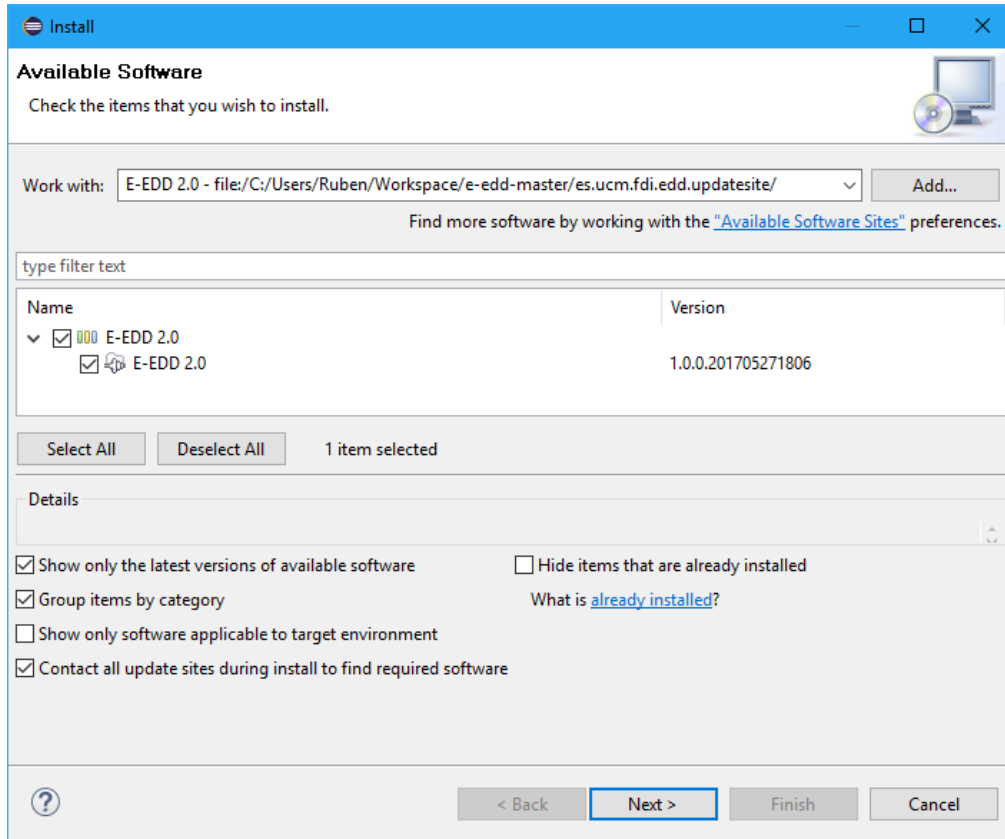 Install
Available Software
Check the items that you wish to install.
Work with: E-EDD 2.0 - file:/C:/Users/Ruben/Workspace/e-edd-master/es.ucm.fdi.edd.updatesite/ Add...
Find more software by working with the "Available Software Sites" preferences.
type filter text
Name Version
E-EDD 2.0
E-EDD 2.0 1.0.0.201705271806
Select All Deselect All 1 item selected
Details
Show only the latest versions of available software Hide items that are already installed
Group items by category What is already installed?
Show only software applicable to target environment
Contact all update sites during install to find required software
? < Back Next > Finish Cancel